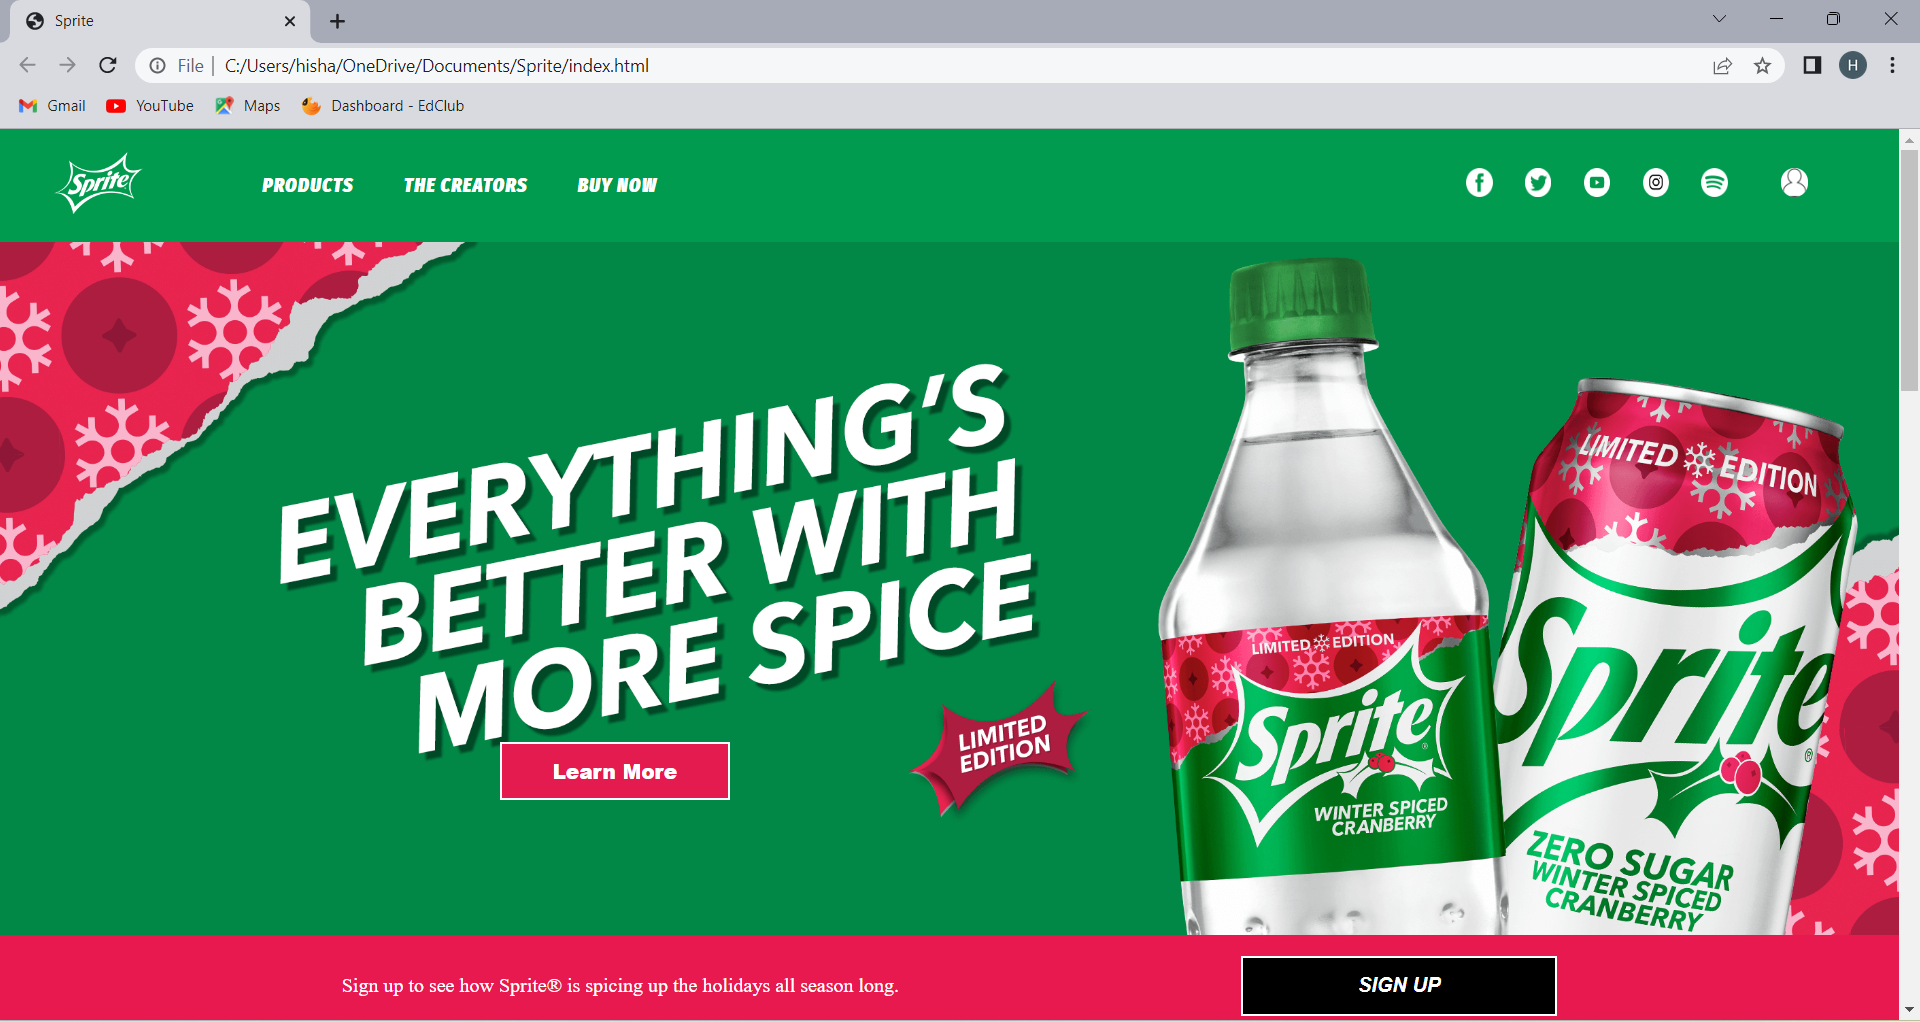 Sprite
File | C:/Users/hisha/OneDrive/Documents/Sprite/index.html
H
Gmail YouTube Maps Dashboard - EdClub
Sprite PRODUCTS THE CREATORS BUY NOW
EVERYTHING'S
BETTER WITH
MORE SPICE
Learn More
LIMITED
EDITION
LIMITED EDITION
Sprite
WINTER SPICED
CRANBERRY
LIMITED EDITION
Sprite®
ZERO SUGAR
WINTER SPICED
CRANBERRY
Sign up to see how Sprite® is spicing up the holidays all season long.
SIGN UP